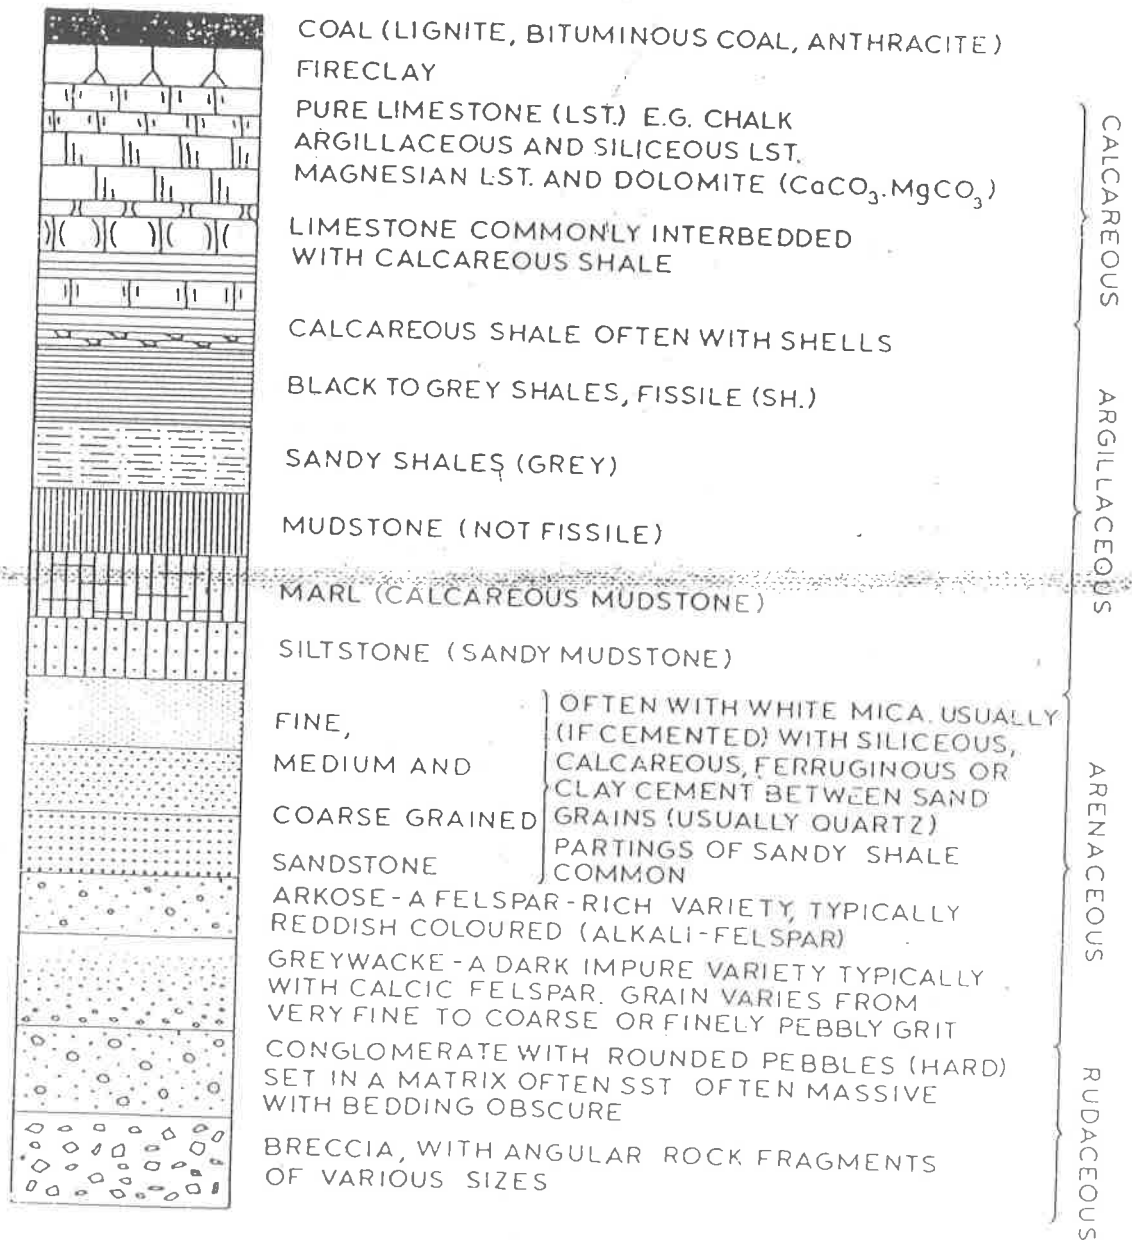 COAL (LIGNITE, BITUMINOUS COAL, ANTHRACITE)
FIRECLAY
PURE LIMESTONE (LST.) E.G. CHALK
ARGILLACEOUS AND SILICEOUS LST.
MAGNESIAN LST. AND DOLOMITE (CaCO₃.MgCO₃)
LIMESTONE COMMONLY INTERBEDDED
WITH CALCAREOUS SHALE
CALCAREOUS SHALE OFTEN WITH SHELLS
BLACK TO GREY SHALES, FISSILE (SH.)
SANDY SHALES (GREY)
MUDSTONE (NOT FISSILE)
MARL (CALCAREOUS MUDSTONE)
SILTSTONE (SANDY MUDSTONE)
FINE,
MEDIUM AND
COARSE GRAINED
SANDSTONE
OFTEN WITH WHITE MICA. USUALLY
(IF CEMENTED) WITH SILICEOUS,
CALCAREOUS, FERRUGINOUS OR
CLAY CEMENT BETWEEN SAND
GRAINS (USUALLY QUARTZ)
PARTINGS OF SANDY SHALE
COMMON
ARKOSE - A FELSPAR - RICH VARIETY, TYPICALLY
REDDISH COLOURED (ALKALI-FELSPAR)
GREYWACKE - A DARK IMPURE VARIETY TYPICALLY
WITH CALCIC FELSPAR. GRAIN VARIES FROM
VERY FINE TO COARSE OR FINELY PEBBLY GRIT
CONGLOMERATE WITH ROUNDED PEBBLES (HARD)
SET IN A MATRIX OFTEN SST OFTEN MASSIVE
WITH BEDDING OBSCURE
BRECCIA, WITH ANGULAR ROCK FRAGMENTS
OF VARIOUS SIZES
CALCAREOUS
ARGILLACEOUS
ARENACEOUS
RUDACEOUS